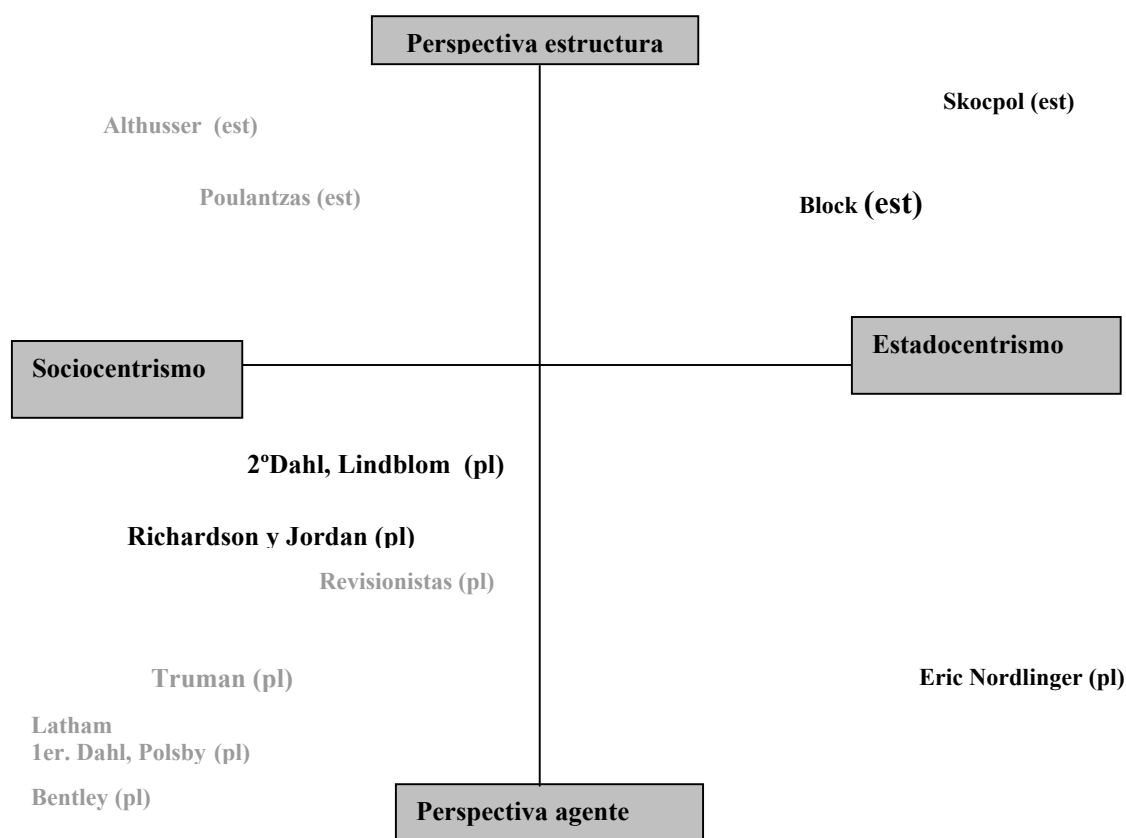 Perspectiva estructura
Skocpol (est)
Althusser (est)
Poulantzas (est)
Block (est)
Estadocentrismo
Sociocentrismo
2ºDahl, Lindblom (pl)
Richardson y Jordan (pl)
Revisionistas (pl)
Truman (pl)
Eric Nordlinger (pl)
Latham
1er. Dahl, Polsby (pl)
Bentley (pl)
Perspectiva agente